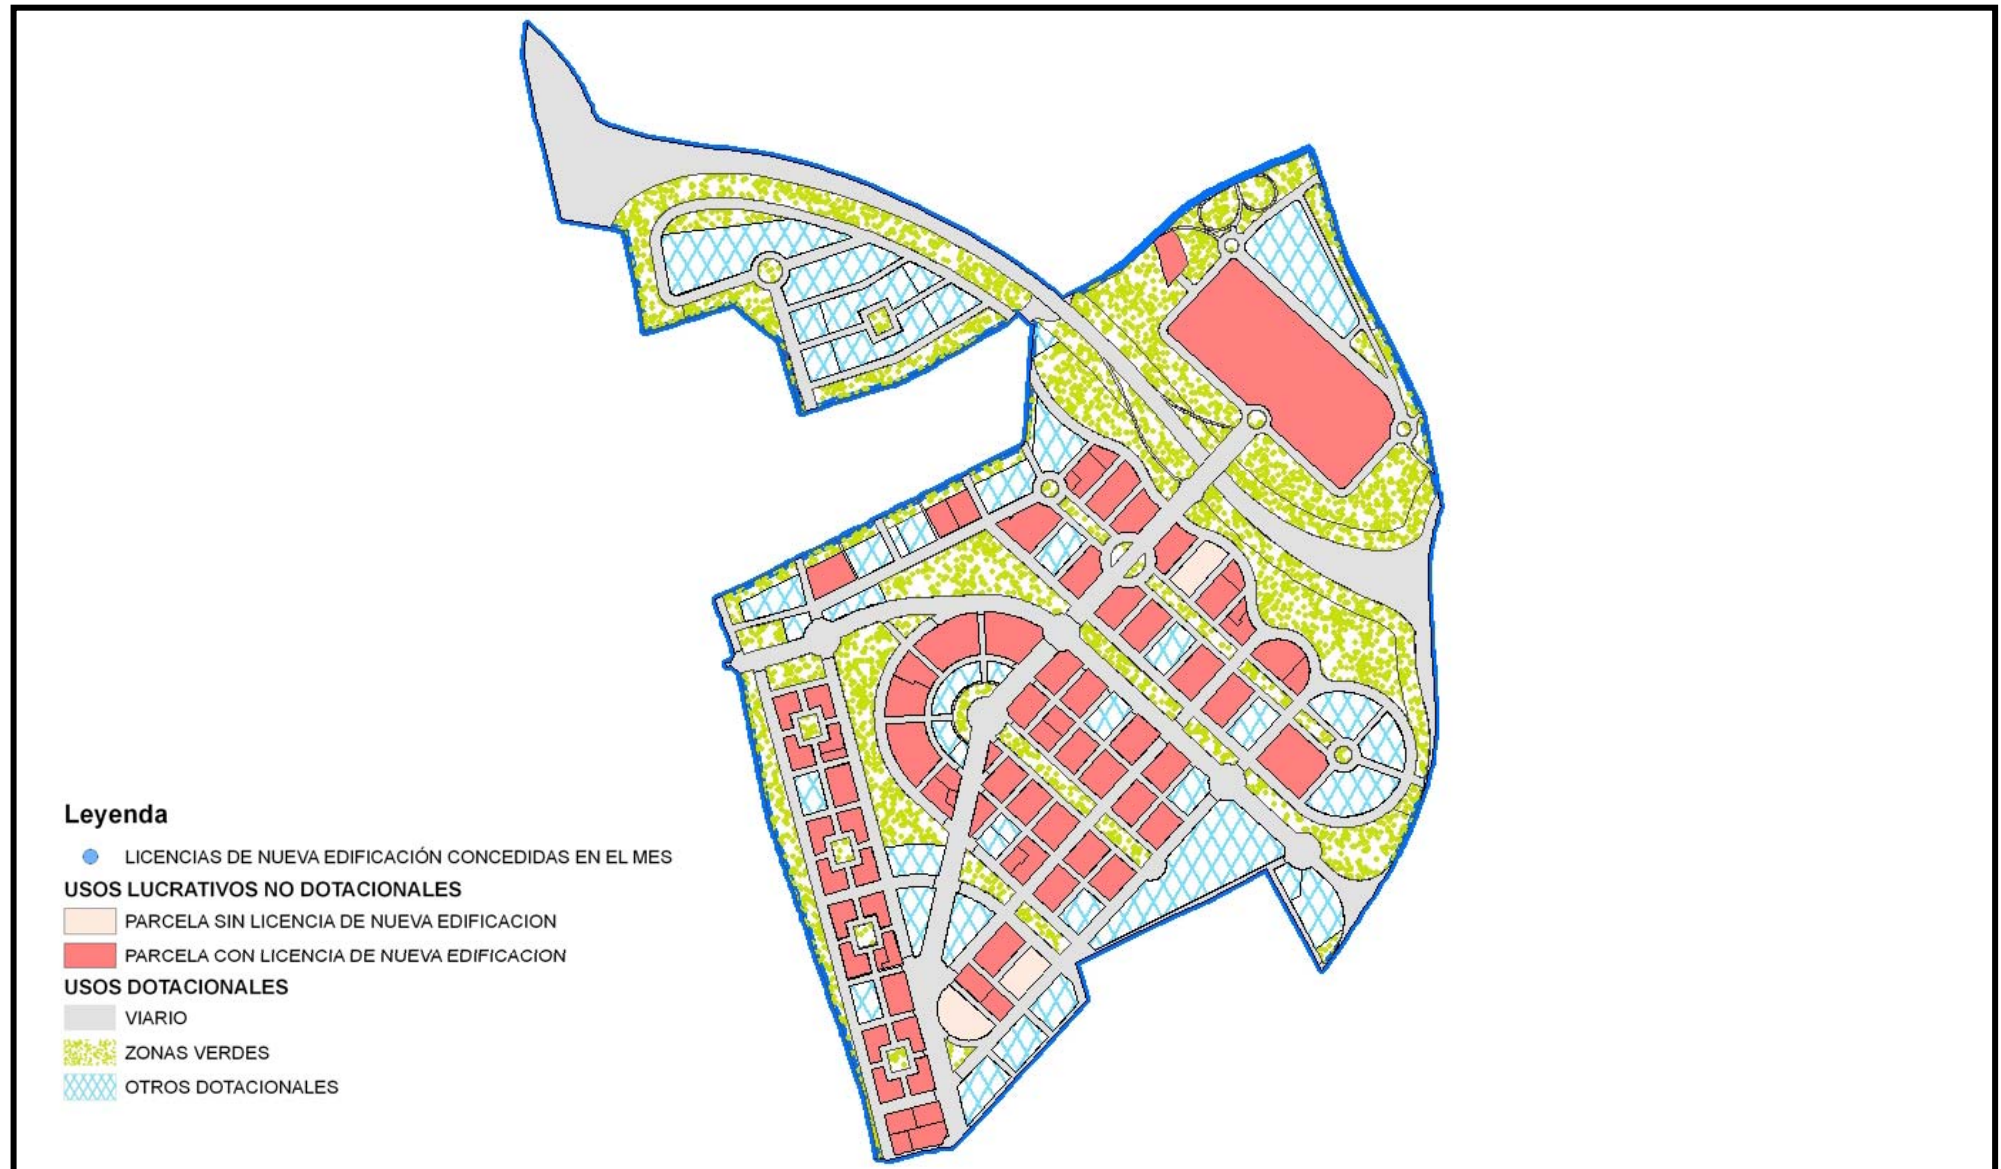 Leyenda
LICENCIAS DE NUEVA EDIFICACIÓN CONCEDIDAS EN EL MES
USOS LUCRATIVOS NO DOTACIONALES
PARCELA SIN LICENCIA DE NUEVA EDIFICACION
PARCELA CON LICENCIA DE NUEVA EDIFICACION
USOS DOTACIONALES
VIARIO
ZONAS VERDES
OTROS DOTACIONALES